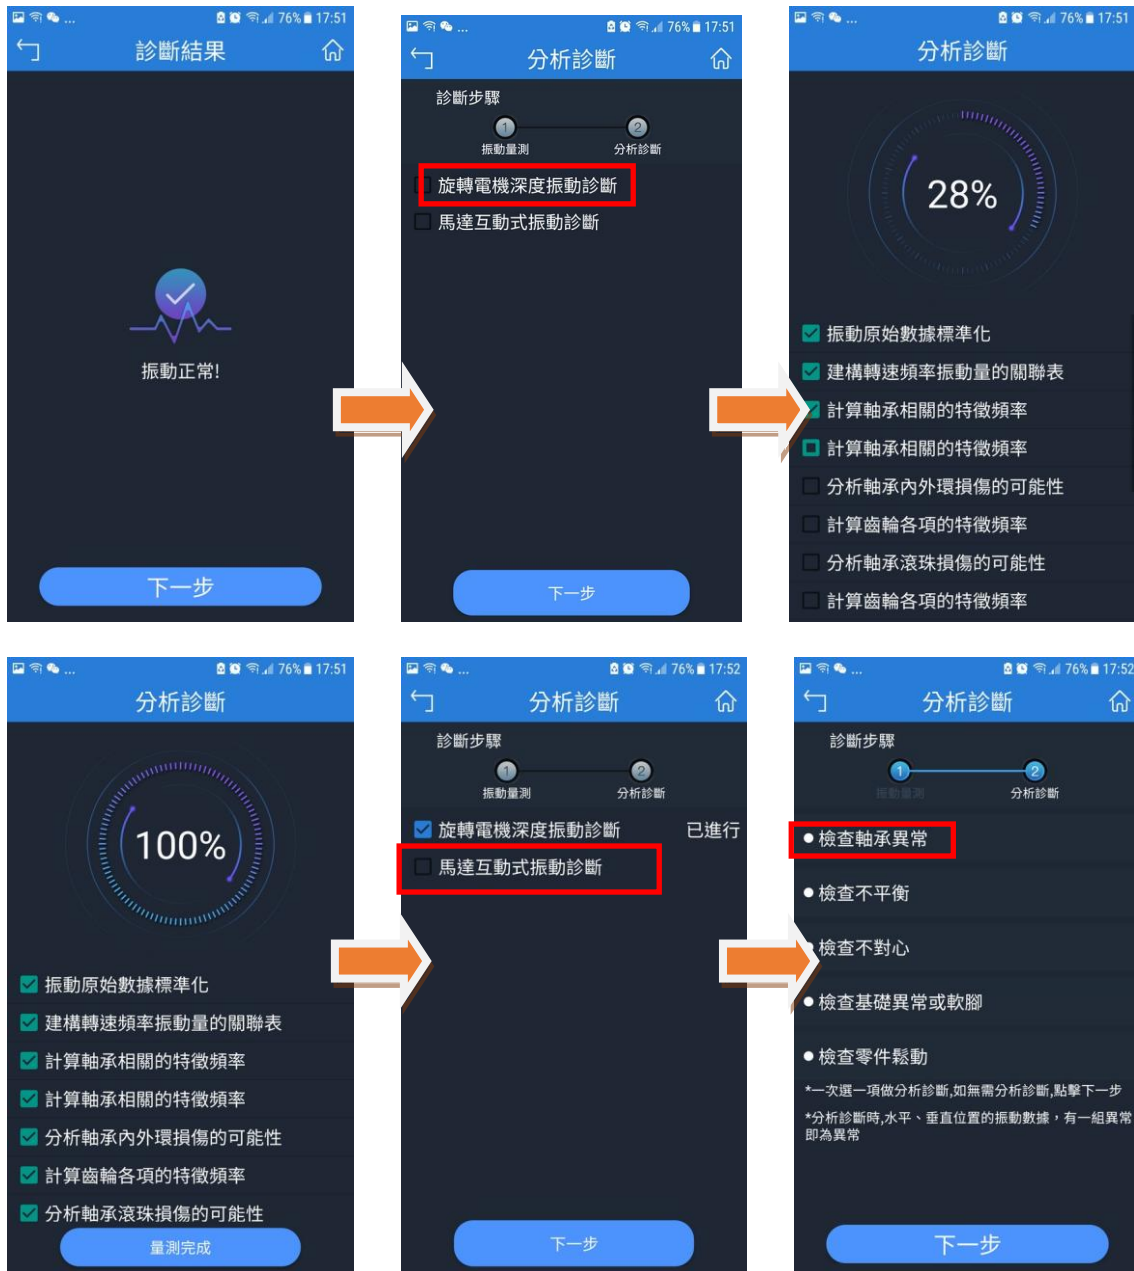 ... 76% 17:51
診斷結果
振動正常!
下一步
... 76% 17:51
分析診斷
診斷步驟
1 2
振動量測 分析診斷
旋轉電機深度振動診斷
馬達互動式振動診斷
下一步
... 76% 17:51
分析診斷
28%
振動原始數據標準化
建構轉速頻率振動量的關聯表
計算軸承相關的特徵頻率
計算軸承相關的特徵頻率
分析軸承內外環損傷的可能性
計算齒輪各項的特徵頻率
分析軸承滾珠損傷的可能性
計算齒輪各項的特徵頻率
... 76% 17:51
分析診斷
100%
振動原始數據標準化
建構轉速頻率振動量的關聯表
計算軸承相關的特徵頻率
計算軸承相關的特徵頻率
分析軸承內外環損傷的可能性
計算齒輪各項的特徵頻率
分析軸承滾珠損傷的可能性
量測完成
... 76% 17:52
分析診斷
診斷步驟
1 2
振動量測 分析診斷
旋轉電機深度振動診斷 已進行
馬達互動式振動診斷
下一步
... 76% 17:52
分析診斷
診斷步驟
1 2
振動量測 分析診斷
檢查軸承異常
檢查不平衡
檢查不對心
檢查基礎異常或軟腳
檢查零件鬆動
*一次選一項做分析診斷,如無需分析診斷,點擊下一步
*分析診斷時,水平、垂直位置的振動數據，有一組異常
即為異常
下一步